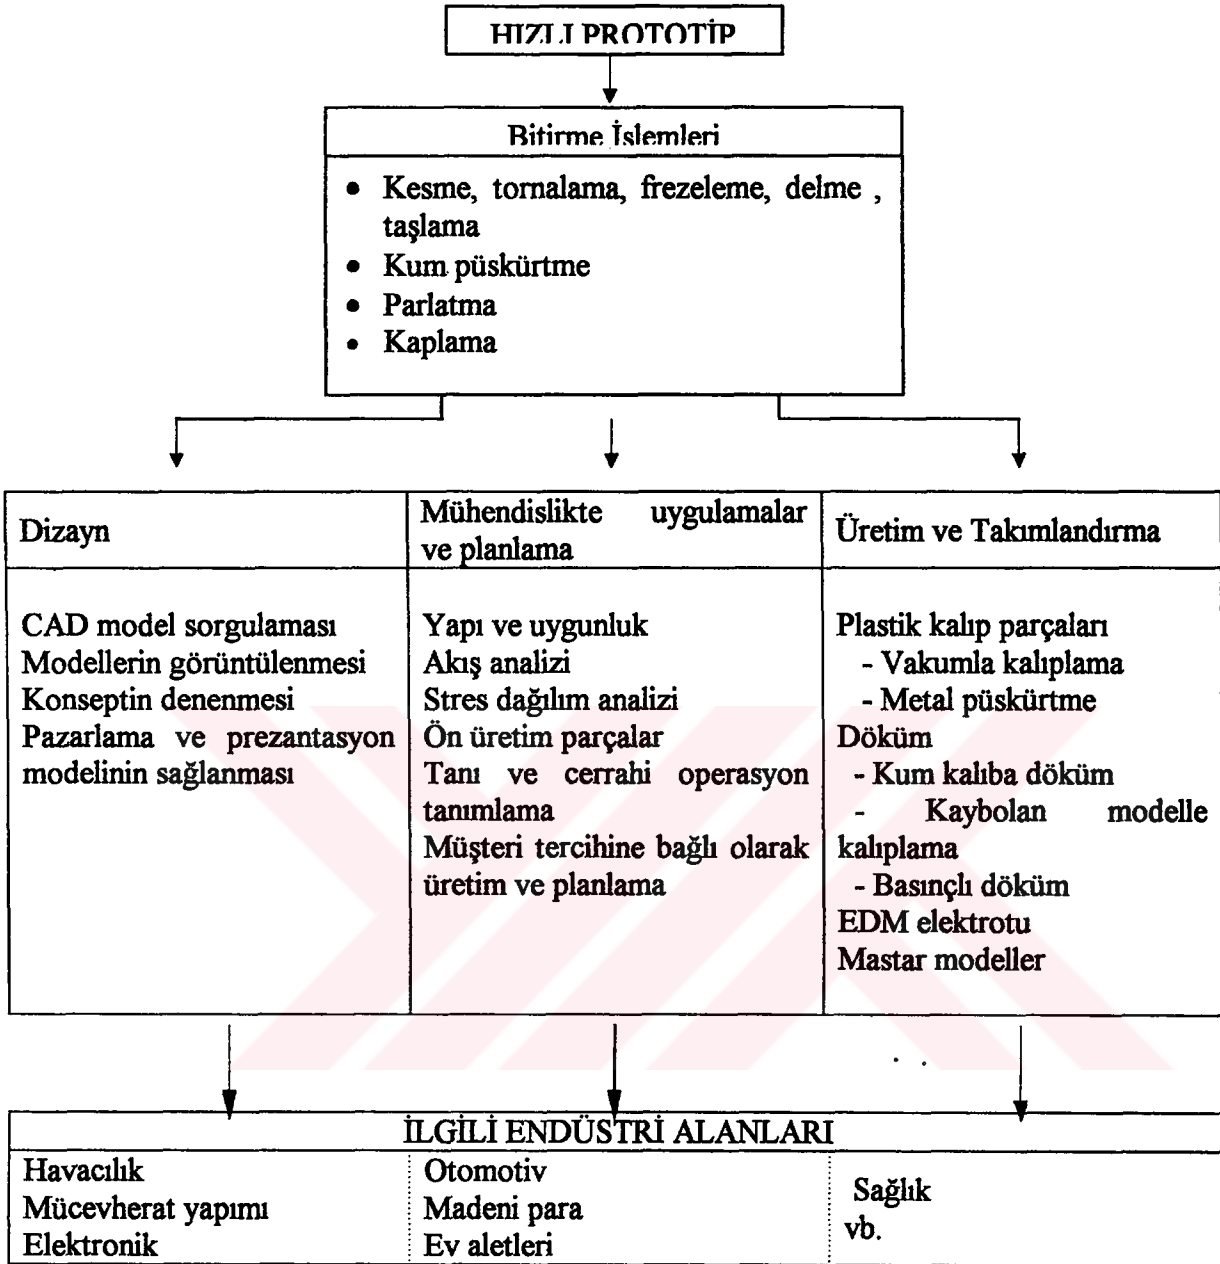 HIZLI PROTOTİP
Bitirme İşlemleri
• Kesme, tornalama, frezeleme, delme ,
taşlama
• Kum püskürtme
• Parlatma
• Kaplama
Dizayn
CAD model sorgulaması
Modellerin görüntülenmesi
Konseptin denenmesi
Pazarlama ve prezantasyon
modelinin sağlanması
Mühendislikte uygulamalar
ve planlama
Yapı ve uygunluk
Akış analizi
Stres dağılım analizi
Ön üretim parçalar
Tanı ve cerrahi operasyon
tanımlama
Müşteri tercihine bağlı olarak
üretim ve planlama
Üretim ve Takımlandırma
Plastik kalıp parçaları
- Vakumla kalıplama
- Metal püskürtme
Döküm
- Kum kalıba döküm
- Kaybolan modelle
kalıplama
- Basınçlı döküm
EDM elektrotu
Mastar modeller
İLGİLİ ENDÜSTRİ ALANLARI
Havacılık
Mücevherat yapımı
Elektronik
Otomotiv
Madeni para
Ev aletleri
Sağlık
vb.